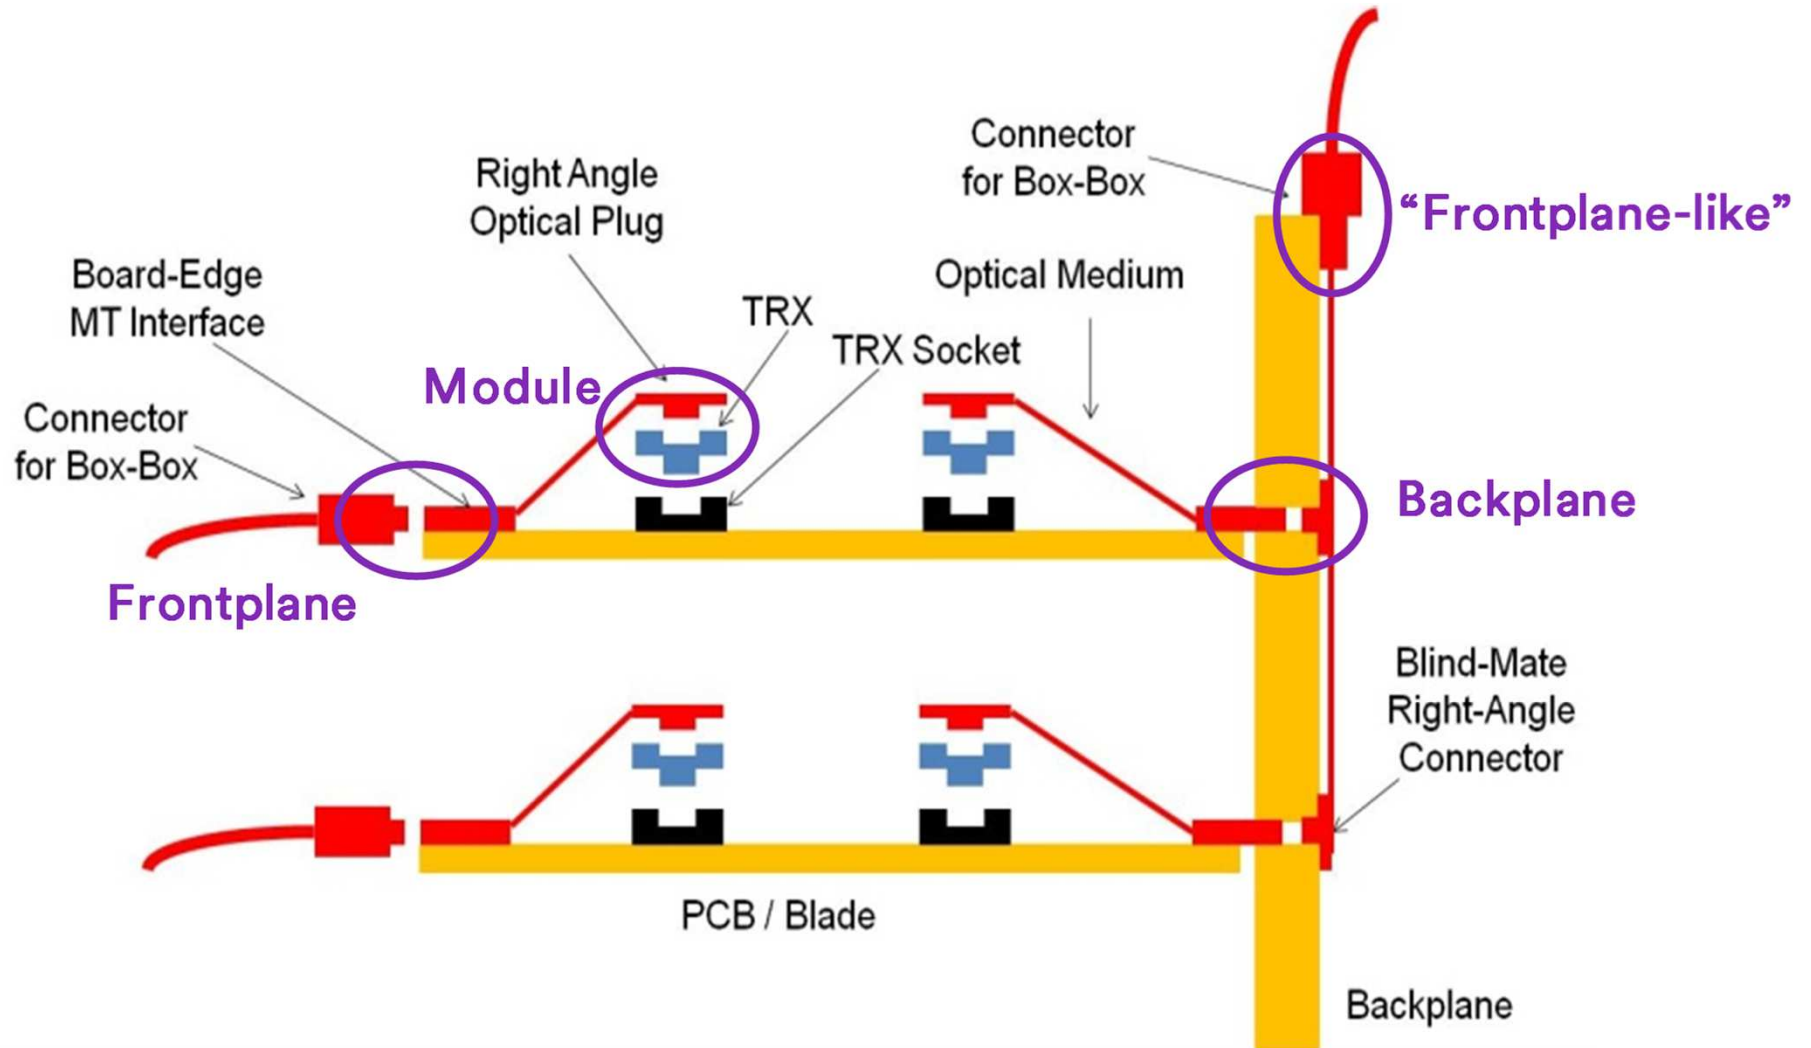 Connector
for Box-Box
“Frontplane-like”
Right Angle
Optical Plug
Board-Edge
MT Interface
Optical Medium
TRX
TRX Socket
Module
Connector
for Box-Box
Backplane
Frontplane
Blind-Mate
Right-Angle
Connector
PCB / Blade
Backplane